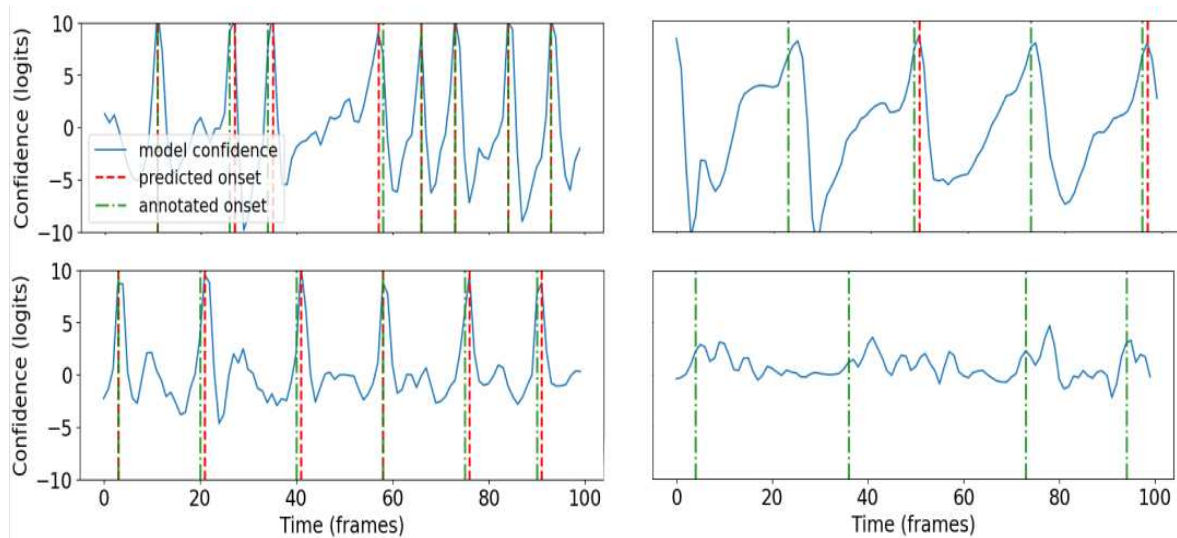 Confidence (logits)
10
5
0
−5
−10
model confidence
predicted onset
annotated onset
Confidence (logits)
10
5
0
−5
−10
0 20 40 60 80 100
Time (frames)
0 20 40 60 80 100
Time (frames)